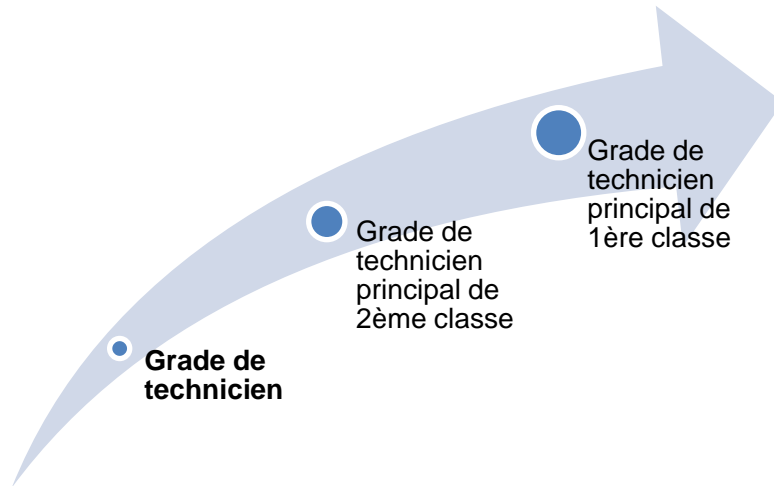 Grade de
technicien
principal de
1ère classe
Grade de
technicien
principal de
2ème classe
Grade de
technicien